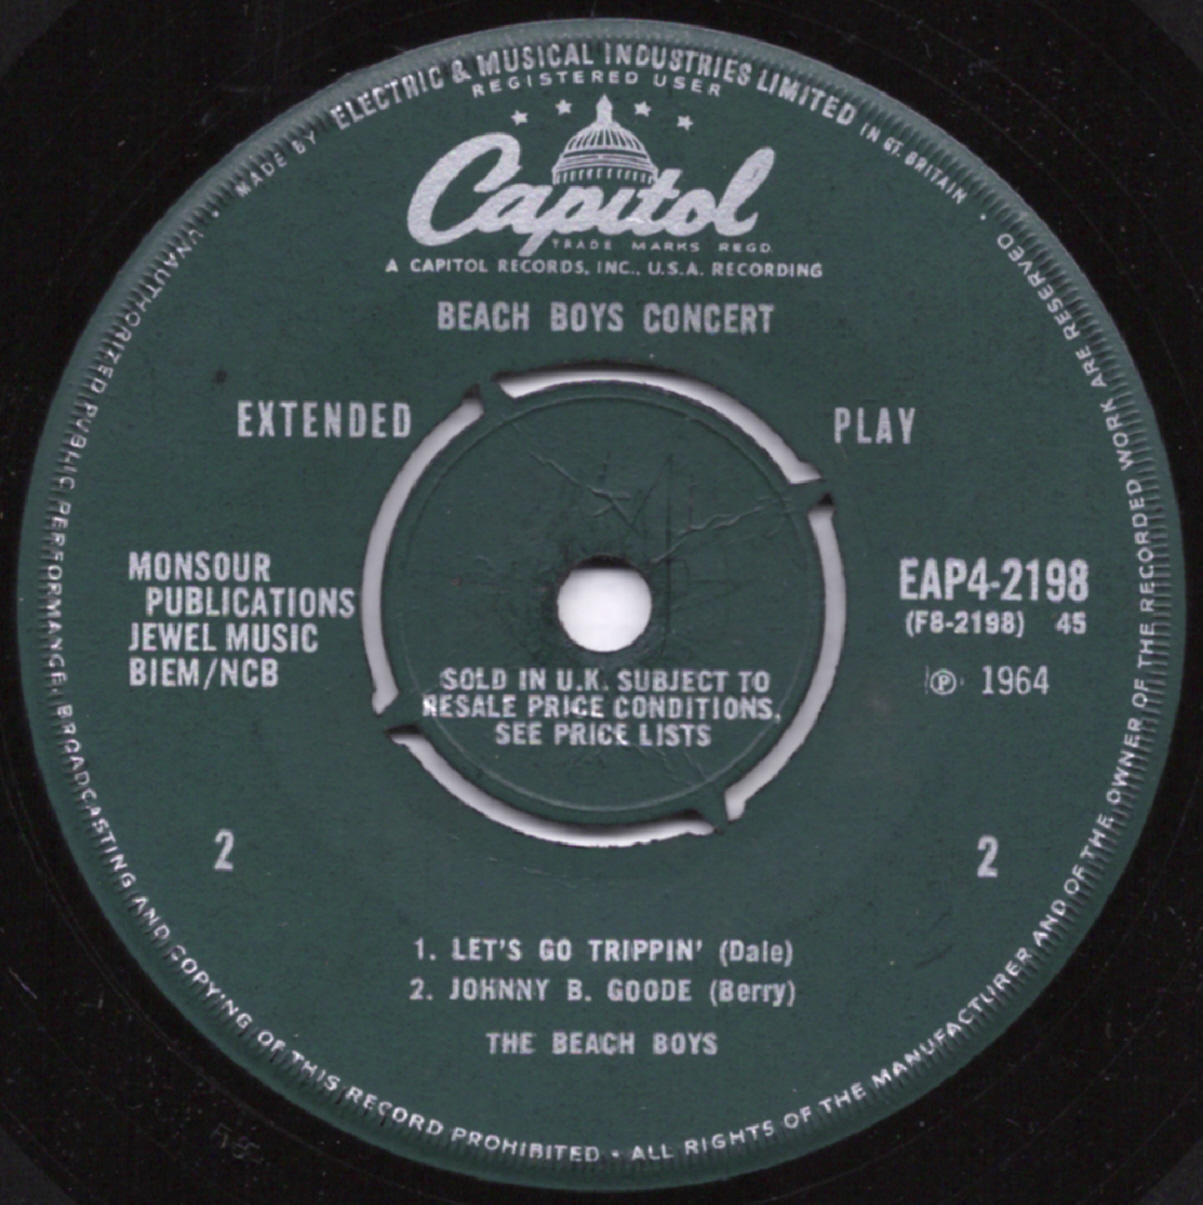 MADE BY ELECTRIC & MUSICAL INDUSTRIES LIMITED IN GT. BRITAIN •
REGISTERED USER
Capitol
TRADE MARKS REGD.
A CAPITOL RECORDS, INC., U.S.A. RECORDING
BEACH BOYS CONCERT
EXTENDED PLAY
MONSOUR
PUBLICATIONS
JEWEL MUSIC
BIEM/NCB
EAP4-2198
(F8-2198) 45
℗ 1964
SOLD IN U.K. SUBJECT TO
RESALE PRICE CONDITIONS,
SEE PRICE LISTS
2 2
1. LET'S GO TRIPPIN' (Dale)
2. JOHNNY B. GOODE (Berry)
THE BEACH BOYS
ALL RIGHTS OF THE MANUFACTURER AND OF THE OWNER OF THE RECORDED WORK ARE RESERVED
UNAUTHORIZED PUBLIC PERFORMANCE, BROADCASTING AND COPYING OF THIS RECORD PROHIBITED •